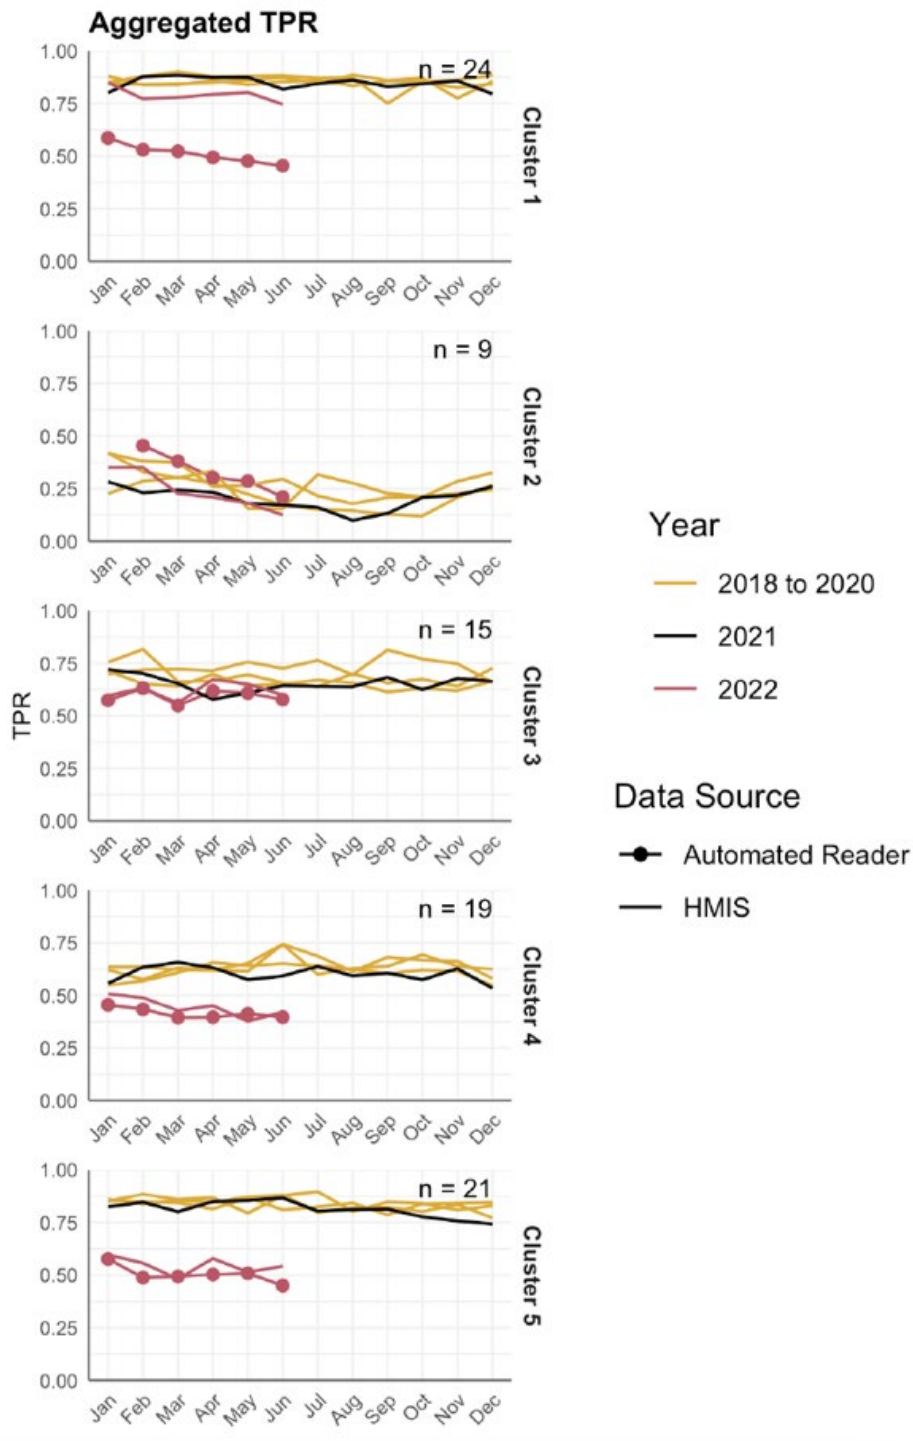 Aggregated TPR
1.00
0.75
0.50
0.25
0.00
n = 24
Cluster 1
Jan Feb Mar Apr May Jun Jul Aug Sep Oct Nov Dec
1.00
0.75
0.50
0.25
0.00
n = 9
Cluster 2
Jan Feb Mar Apr May Jun Jul Aug Sep Oct Nov Dec
TPR
1.00
0.75
0.50
0.25
0.00
n = 15
Cluster 3
Jan Feb Mar Apr May Jun Jul Aug Sep Oct Nov Dec
1.00
0.75
0.50
0.25
0.00
n = 19
Cluster 4
Jan Feb Mar Apr May Jun Jul Aug Sep Oct Nov Dec
1.00
0.75
0.50
0.25
0.00
n = 21
Cluster 5
Jan Feb Mar Apr May Jun Jul Aug Sep Oct Nov Dec
Year
2018 to 2020
2021
2022
Data Source
Automated Reader
HMIS